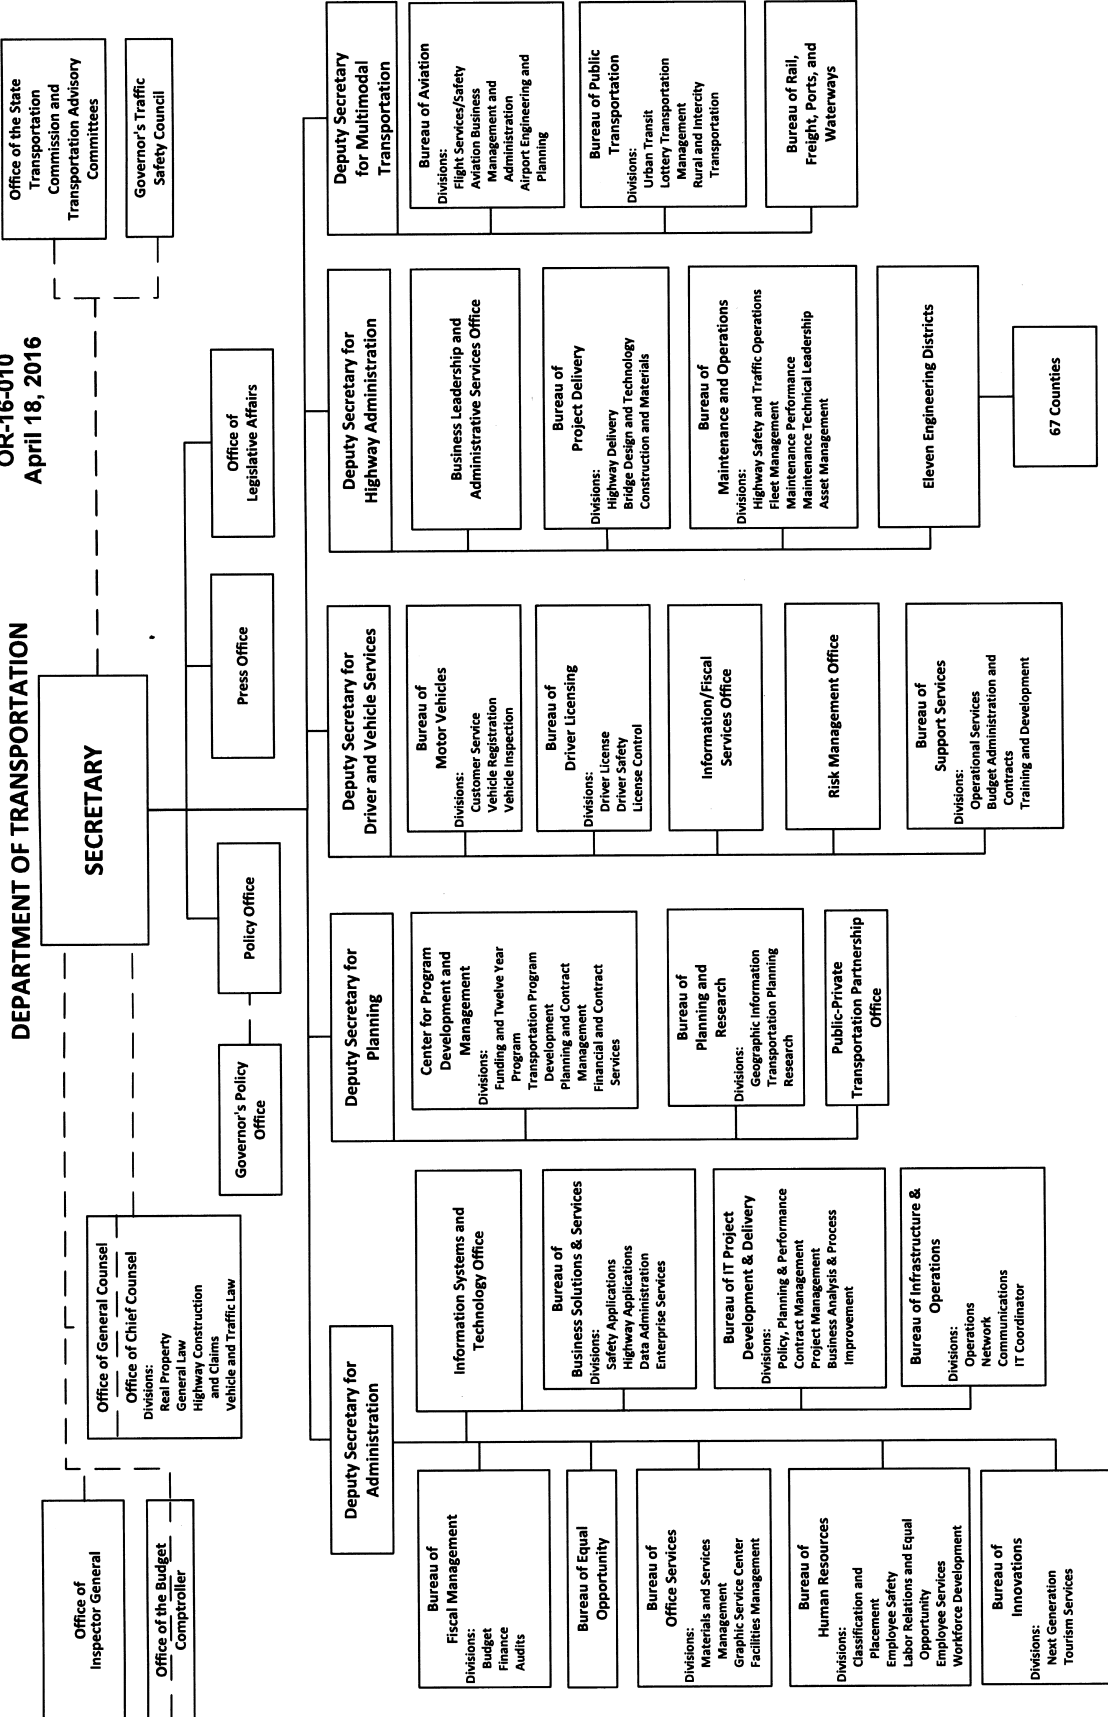 OR-16-010
April 18, 2016
DEPARTMENT OF TRANSPORTATION
SECRETARY
Office of the State
Transportation
Commission and
Transportation Advisory
Committees
Governor's Traffic
Safety Council
Office of
Inspector General
Office of the Budget
Comptroller
Office of General Counsel
Office of Chief Counsel
Divisions:
Real Property
General Law
Highway Construction
and Claims
Vehicle and Traffic Law
Governor's Policy
Office
Policy Office
Press Office
Office of
Legislative Affairs
Deputy Secretary for
Administration
Bureau of
Fiscal Management
Divisions:
Budget
Finance
Audits
Bureau of Equal
Opportunity
Bureau of
Office Services
Divisions:
Materials and Services
Management
Graphic Service Center
Facilities Management
Bureau of
Human Resources
Divisions:
Classification and
Placement
Employee Safety
Labor Relations and Equal
Opportunity
Employee Services
Workforce Development
Bureau of
Innovations
Divisions:
Next Generation
Tourism Services
Information Systems and
Technology Office
Bureau of
Business Solutions & Services
Divisions:
Safety Applications
Highway Applications
Data Administration
Enterprise Services
Bureau of IT Project
Development & Delivery
Divisions:
Policy, Planning & Performance
Contract Management
Project Management
Business Analysis & Process
Improvement
Bureau of Infrastructure &
Operations
Divisions:
Operations
Network
Communications
IT Coordinator
Deputy Secretary for
Planning
Center for Program
Development and
Management
Divisions:
Funding and Twelve Year
Program
Transportation Program
Development
Planning and Contract
Management
Financial and Contract
Services
Bureau of
Planning and
Research
Divisions:
Geographic Information
Transportation Planning
Research
Public-Private
Transportation Partnership
Office
Deputy Secretary for
Driver and Vehicle Services
Bureau of
Motor Vehicles
Divisions:
Customer Service
Vehicle Registration
Vehicle Inspection
Bureau of
Driver Licensing
Divisions:
Driver License
Driver Safety
License Control
Information/Fiscal
Services Office
Risk Management Office
Bureau of
Support Services
Divisions:
Operational Services
Budget Administration and
Contracts
Training and Development
Deputy Secretary for
Highway Administration
Business Leadership and
Administrative Services Office
Bureau of
Project Delivery
Divisions:
Highway Delivery
Bridge Design and Technology
Construction and Materials
Bureau of
Maintenance and Operations
Divisions:
Highway Safety and Traffic Operations
Fleet Management
Maintenance Performance
Maintenance Technical Leadership
Asset Management
Eleven Engineering Districts
67 Counties
Deputy Secretary
for Multimodal
Transportation
Bureau of Aviation
Divisions:
Flight Services/Safety
Aviation Business
Management and
Administration
Airport Engineering and
Planning
Bureau of Public
Transportation
Divisions:
Urban Transit
Lottery Transportation
Management
Rural and Intercity
Transportation
Bureau of Rail,
Freight, Ports, and
Waterways